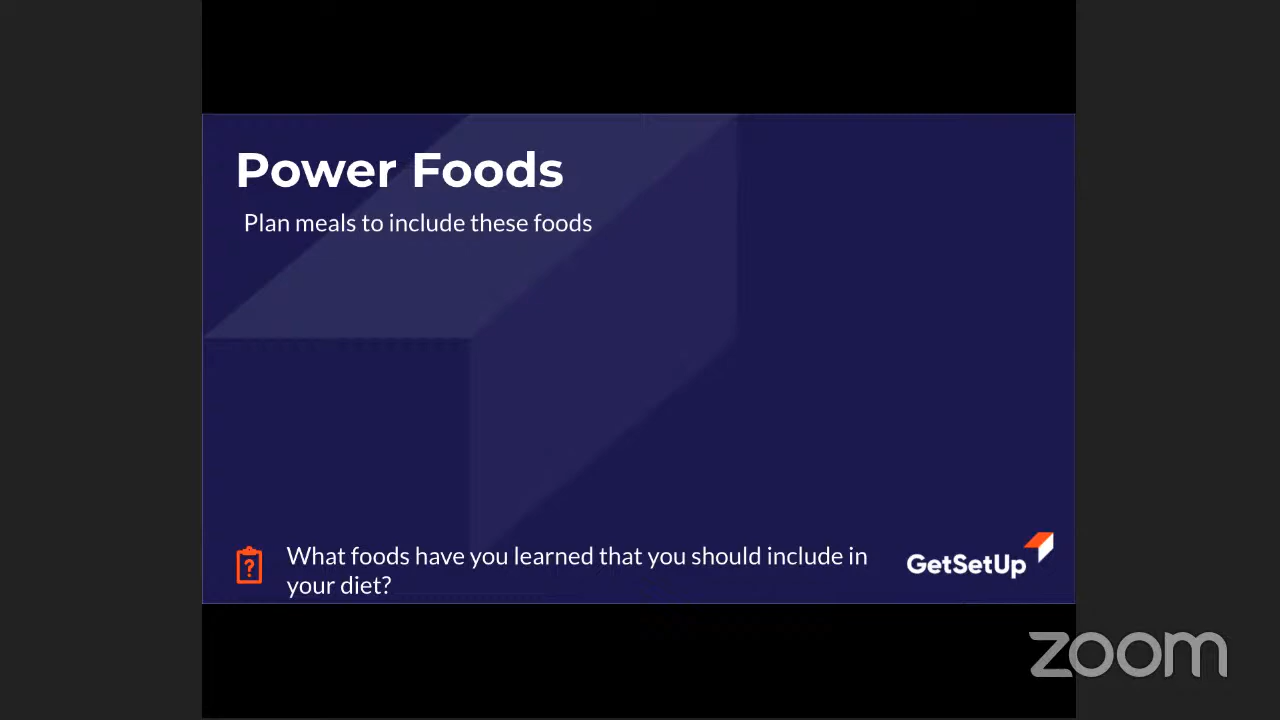 Power Foods
Plan meals to include these foods
What foods have you learned that you should include in
your diet?
GetSetUp
zoom